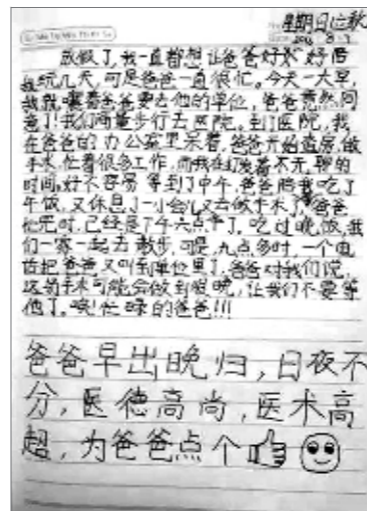 星期日
2016 8 7
放假了,我一直都想让爸爸好好陪
我玩几天,可是爸爸一直很忙。今天一大早,
我就嚷着爸爸要去他的单位,爸爸竟然同
意了!我们商量步行去医院。到了医院,我
在爸爸的办公室里呆着,爸爸开始查房、做
手术,忙着很多工作,而我在打发着不无聊的
时间。好不容易等到了中午,爸爸陪我吃了
午饭,又休息了一小会儿又去做手术了,爸爸
忙完时,已经是下午六点半了。吃过晚饭,我
们一家一起去散步,可是,九点多时,一个电
话把爸爸又叫到单位里了。爸爸对我们说,
这场手术可能会做到很晚,让我们不要等
他了。唉!忙碌的爸爸!!!
爸爸早出晚归,日夜不
分,医德高尚,医术高
超,为爸爸点个